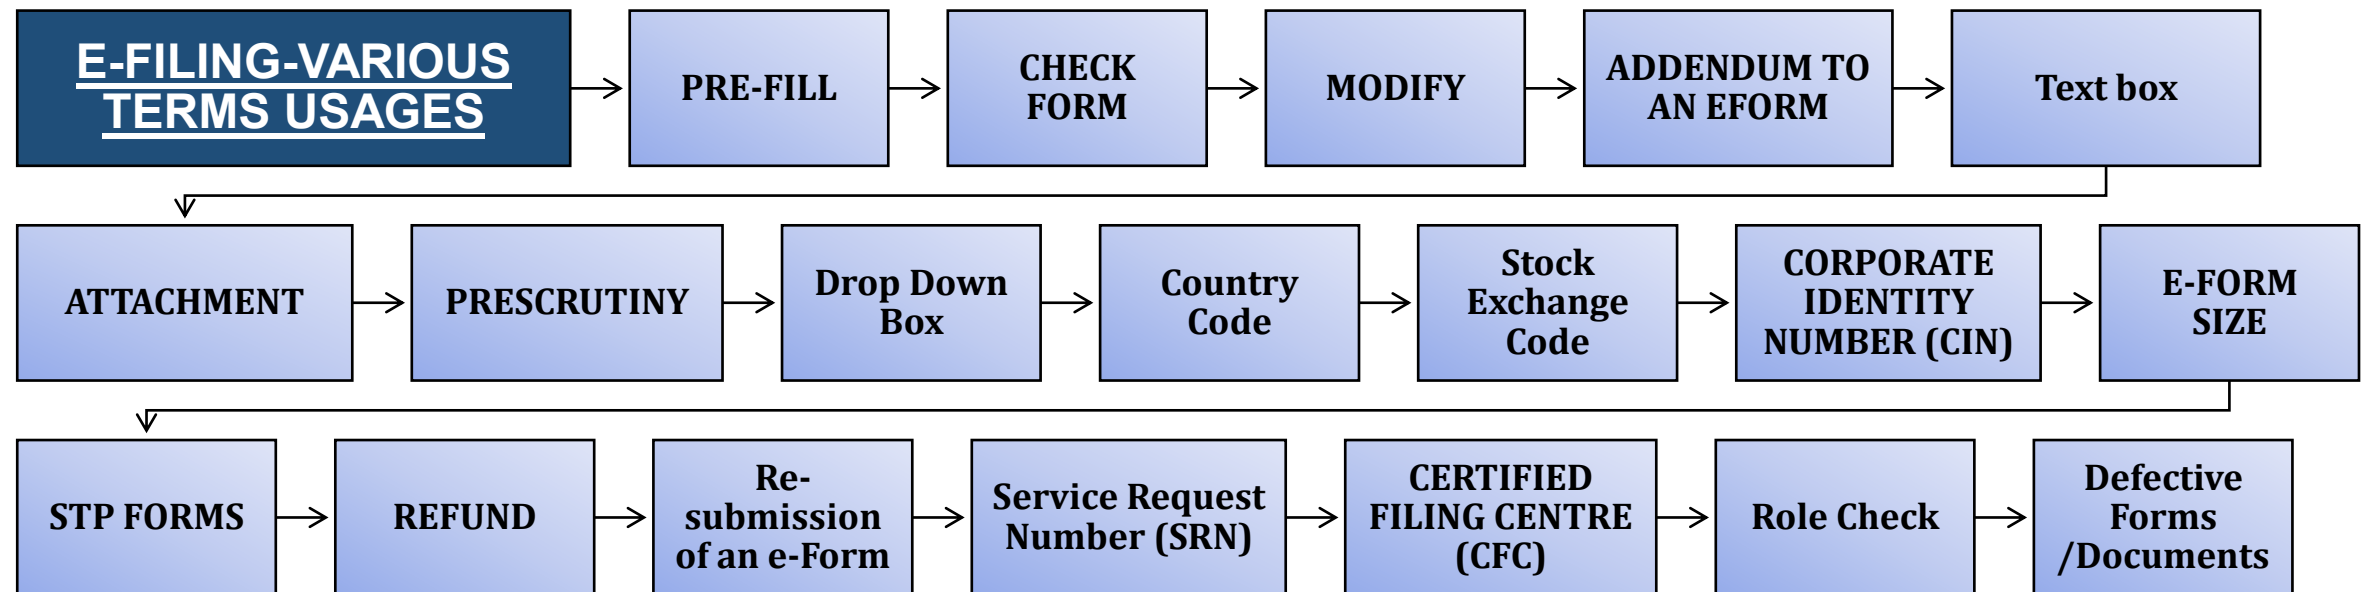 E-FILING-VARIOUS
TERMS USAGES
PRE-FILL
CHECK
FORM
MODIFY
ADDENDUM TO
AN EFORM
Text box
ATTACHMENT
PRESCRUTINY
Drop Down
Box
Country
Code
Stock
Exchange
Code
CORPORATE
IDENTITY
NUMBER (CIN)
E-FORM
SIZE
STP FORMS
REFUND
Re-
submission
of an e-Form
Service Request
Number (SRN)
CERTIFIED
FILING CENTRE
(CFC)
Role Check
Defective
Forms
/Documents